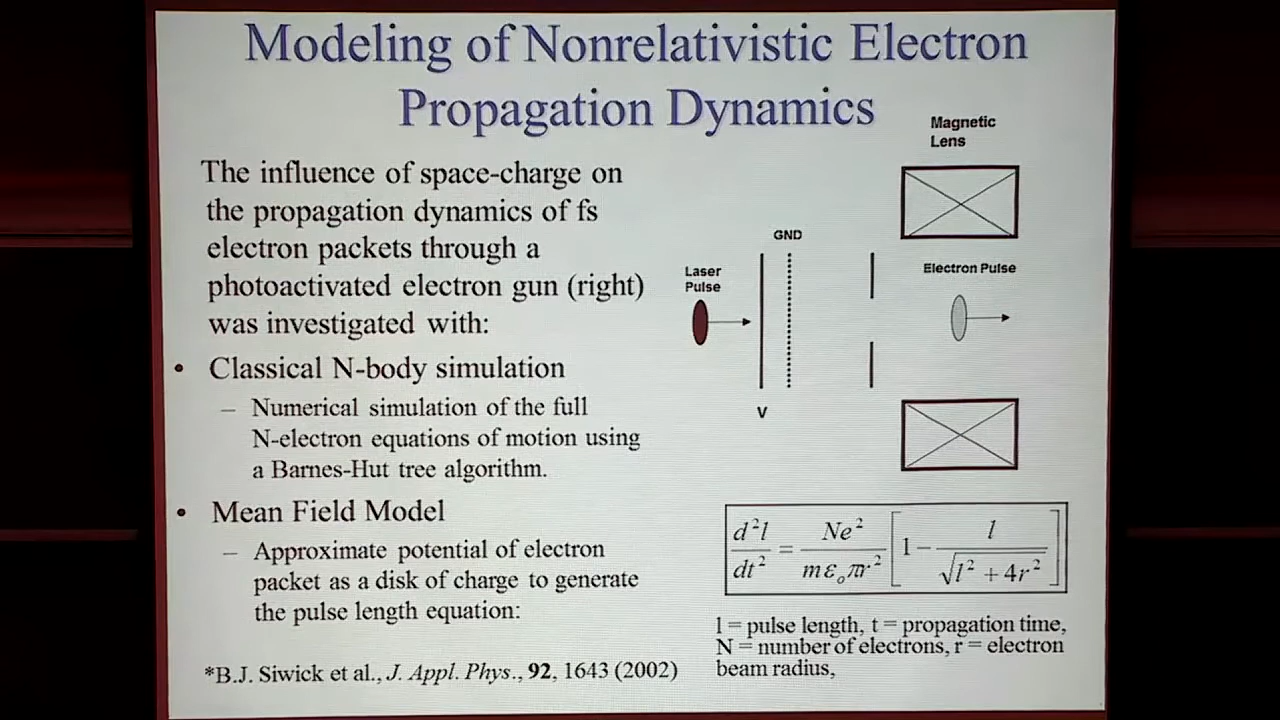 Modeling of Nonrelativistic Electron
Propagation Dynamics
The influence of space-charge on
the propagation dynamics of fs
electron packets through a
photoactivated electron gun (right)
was investigated with:
• Classical N-body simulation
– Numerical simulation of the full
N-electron equations of motion using
a Barnes-Hut tree algorithm.
• Mean Field Model
– Approximate potential of electron
packet as a disk of charge to generate
the pulse length equation:
*B.J. Siwick et al., J. Appl. Phys., 92, 1643 (2002)
Magnetic
Lens
GND
Laser
Pulse
Electron Pulse
V
d²l/dt² = Ne²/(mε₀πr²) [1 − l/√(l² + 4r²)]
l = pulse length, t = propagation time,
N = number of electrons, r = electron
beam radius,